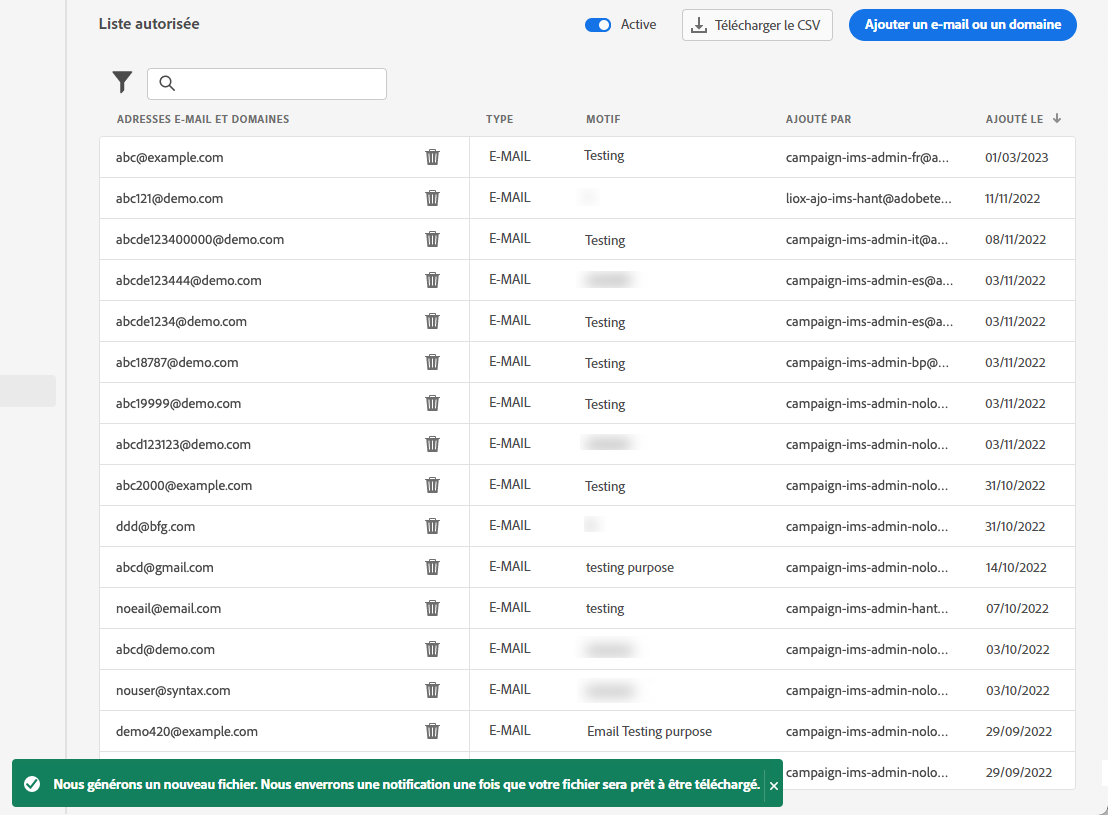 Liste autorisée
Active
Télécharger le CSV
Ajouter un e-mail ou un domaine
ADRESSES E-MAIL ET DOMAINES TYPE MOTIF AJOUTÉ PAR AJOUTÉ LE
abc@example.com E-MAIL Testing campaign-ims-admin-fr@a... 01/03/2023
abc121@demo.com E-MAIL liox-ajo-ims-hant@adobete... 11/11/2022
abcde123400000@demo.com E-MAIL Testing campaign-ims-admin-it@a... 08/11/2022
abcde123444@demo.com E-MAIL campaign-ims-admin-es@a... 03/11/2022
abcde1234@demo.com E-MAIL Testing campaign-ims-admin-es@a... 03/11/2022
abc18787@demo.com E-MAIL Testing campaign-ims-admin-bp@... 03/11/2022
abc19999@demo.com E-MAIL Testing campaign-ims-admin-nolo... 03/11/2022
abcd123123@demo.com E-MAIL campaign-ims-admin-nolo... 03/11/2022
abc2000@example.com E-MAIL Testing campaign-ims-admin-nolo... 31/10/2022
ddd@bfg.com E-MAIL campaign-ims-admin-nolo... 31/10/2022
abcd@gmail.com E-MAIL testing purpose campaign-ims-admin-nolo... 14/10/2022
noeail@email.com E-MAIL testing campaign-ims-admin-hant... 07/10/2022
abcd@demo.com E-MAIL campaign-ims-admin-nolo... 03/10/2022
nouser@syntax.com E-MAIL campaign-ims-admin-nolo... 03/10/2022
demo420@example.com E-MAIL Email Testing purpose campaign-ims-admin-nolo... 29/09/2022
campaign-ims-admin-nolo... 29/09/2022
Nous générons un nouveau fichier. Nous enverrons une notification une fois que votre fichier sera prêt à être téléchargé.